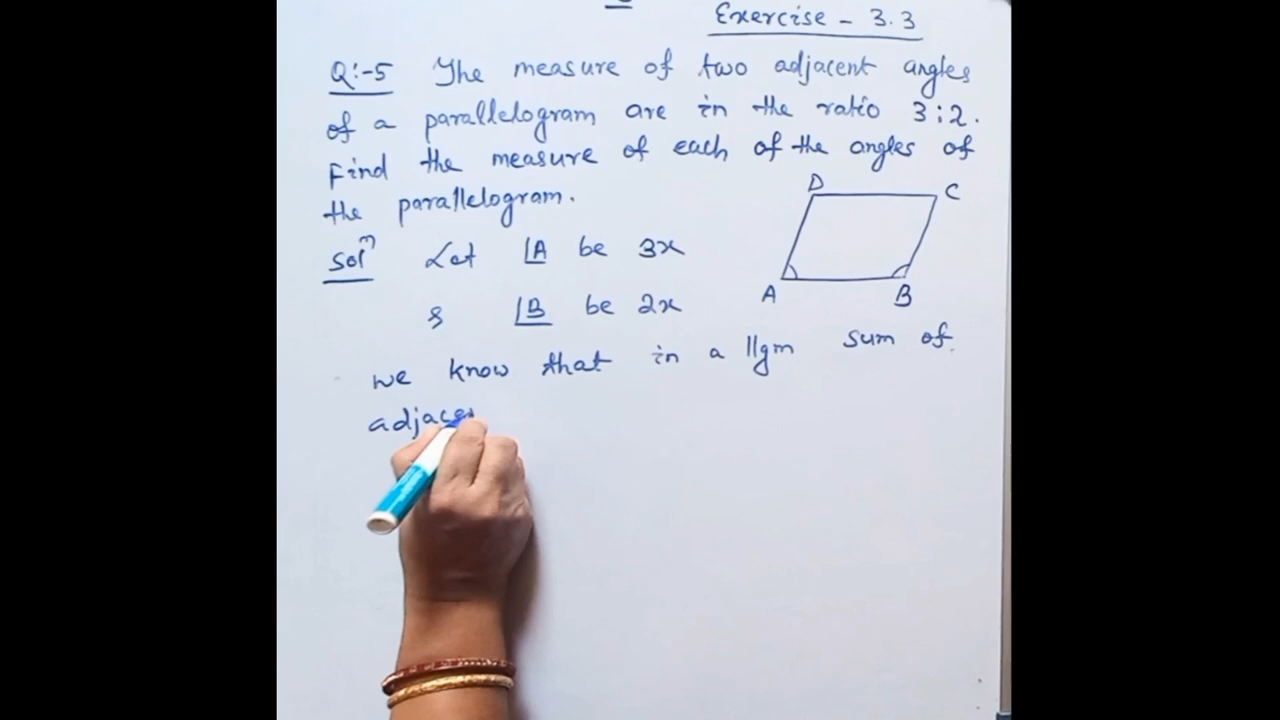 Exercise - 3.3
Q:-5 The measure of two adjacent angles
of a parallelogram are in the ratio 3:2.
Find the measure of each of the angles of
the parallelogram.
D C
Solⁿ Let ∠A be 3x
A B
& ∠B be 2x
we know that in a llgm sum of
adjace